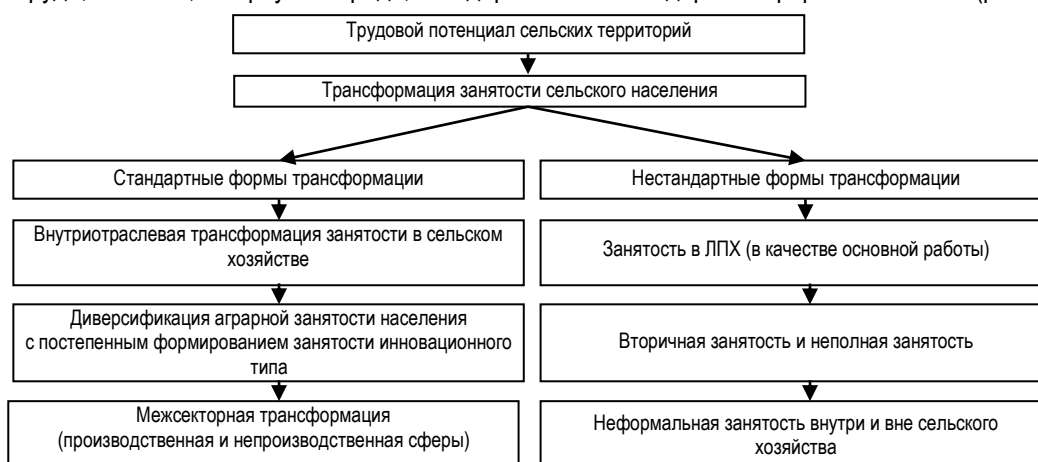 Трудовой потенциал сельских территорий
Трансформация занятости сельского населения
Стандартные формы трансформации
Нестандартные формы трансформации
Внутриотраслевая трансформация занятости в сельском
хозяйстве
Занятость в ЛПХ (в качестве основной работы)
Диверсификация аграрной занятости населения
с постепенным формированием занятости инновационного
типа
Вторичная занятость и неполная занятость
Межсекторная трансформация
(производственная и непроизводственная сферы)
Неформальная занятость внутри и вне сельского
хозяйства